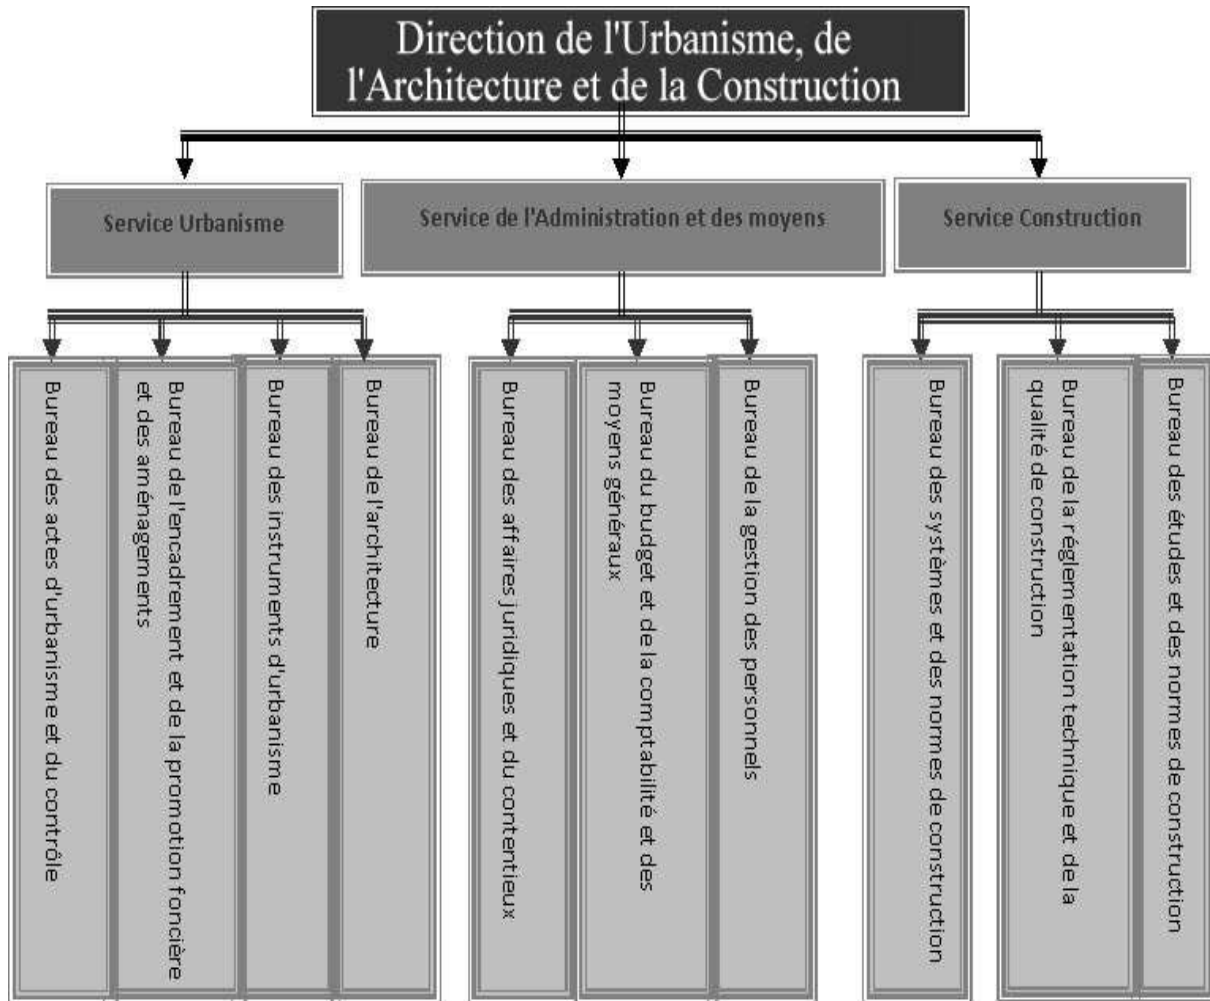 Direction de l'Urbanisme, de
l'Architecture et de la Construction
Service Urbanisme
Service de l'Administration et des moyens
Service Construction
Bureau des actes d'urbanisme et du contrôle
Bureau de l'encadrement et de la promotion foncière
et des aménagements
Bureau des instruments d'urbanisme
Bureau de l'architecture
Bureau des affaires juridiques et du contentieux
Bureau du budget et de la comptabilité et des
moyens généraux
Bureau de la gestion des personnels
Bureau des systèmes et des normes de construction
Bureau de la réglementation technique et de la
qualité de construction
Bureau des études et des normes de construction